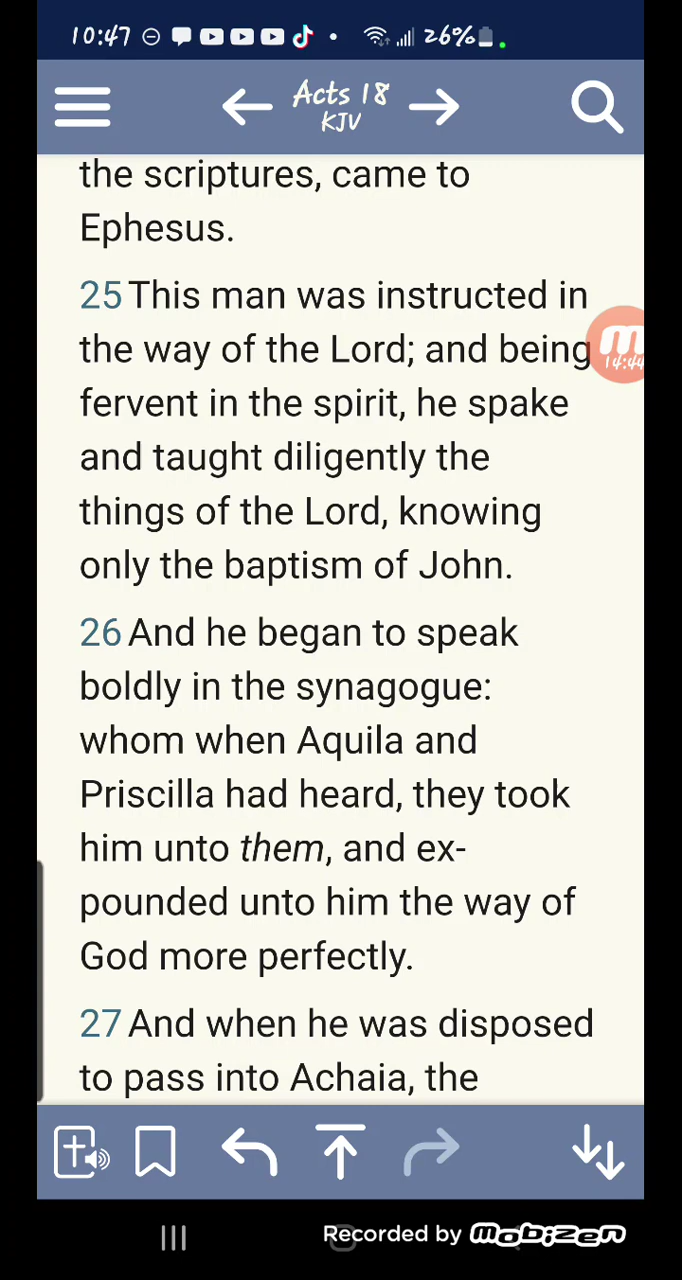 10:47 26%
Acts 18
KJV
the scriptures, came to
Ephesus.
25 This man was instructed in
the way of the Lord; and being
14:44
fervent in the spirit, he spake
and taught diligently the
things of the Lord, knowing
only the baptism of John.
26 And he began to speak
boldly in the synagogue:
whom when Aquila and
Priscilla had heard, they took
him unto them, and ex-
pounded unto him the way of
God more perfectly.
27 And when he was disposed
to pass into Achaia, the
Recorded by mobizen